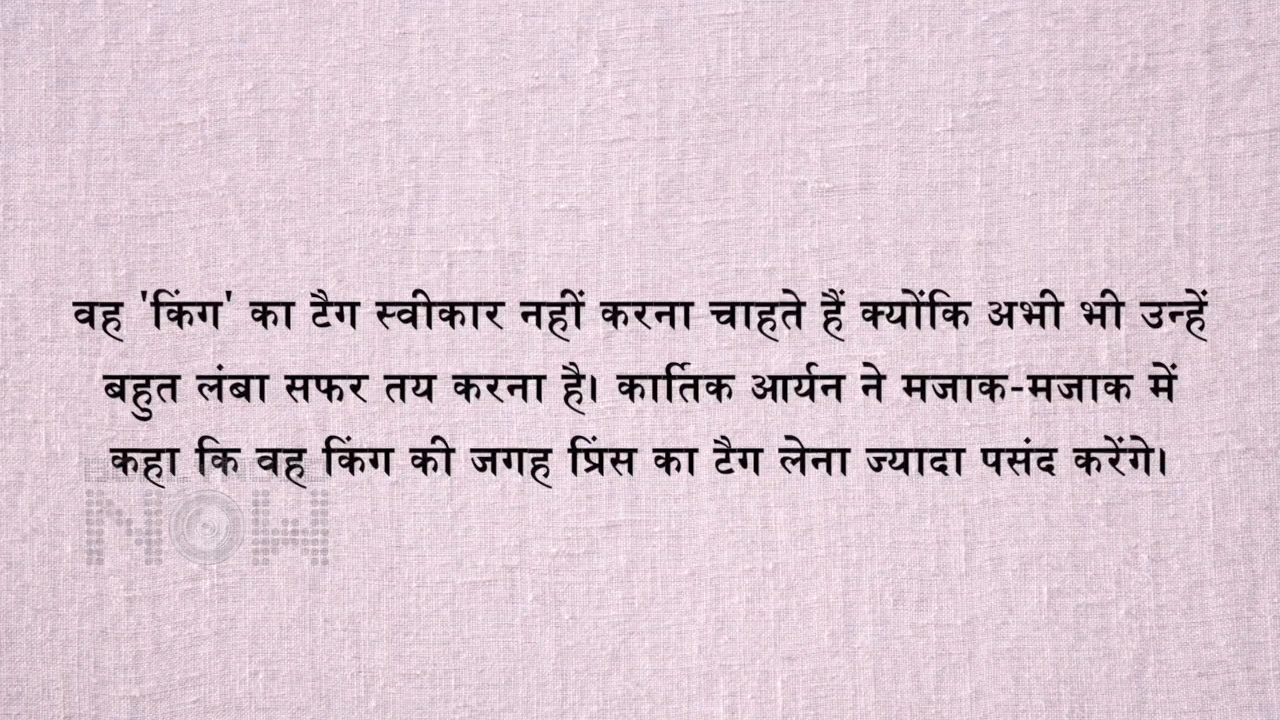 वह 'किंग' का टैग स्वीकार नहीं करना चाहते हैं क्योंकि अभी भी उन्हें
बहुत लंबा सफर तय करना है। कार्तिक आर्यन ने मजाक-मजाक में
कहा कि वह किंग की जगह प्रिंस का टैग लेना ज्यादा पसंद करेंगे।
NOW